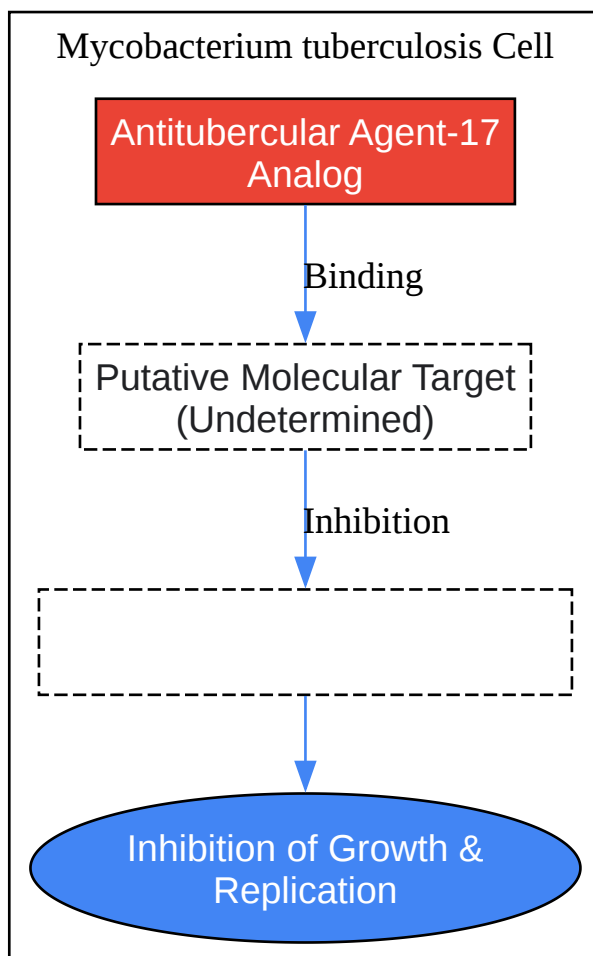 Mycobacterium tuberculosis Cell
Antitubercular Agent-17
Analog
Binding
Putative Molecular Target
(Undetermined)
Inhibition
Inhibition of Growth &
Replication